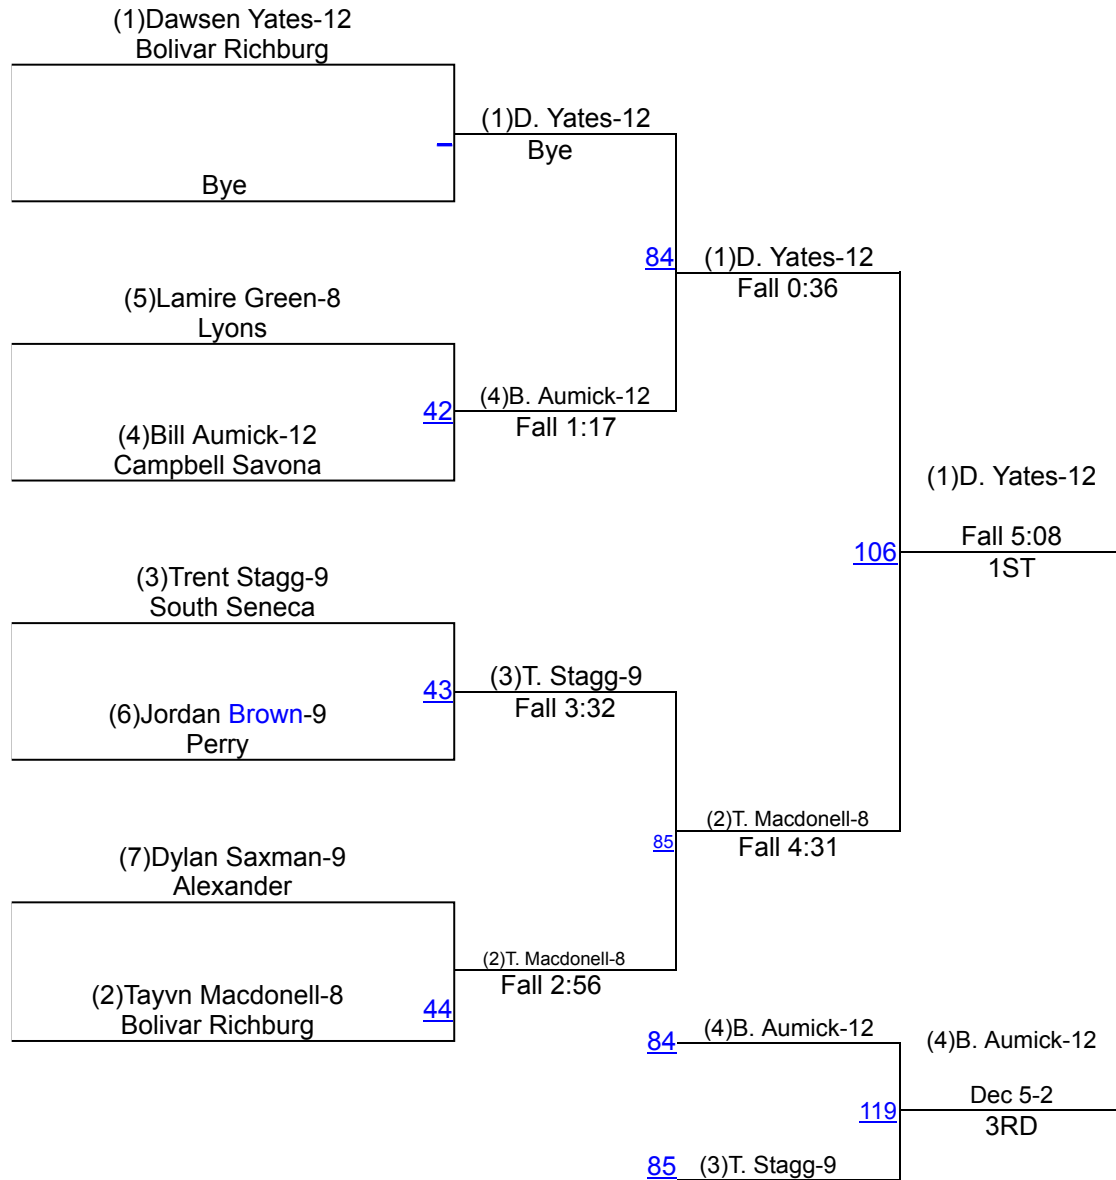 (1)Dawsen Yates-12
Bolivar Richburg
(1)D. Yates-12
Bye
Bye
84
(1)D. Yates-12
Fall 0:36
(5)Lamire Green-8
Lyons
42
(4)B. Aumick-12
Fall 1:17
(4)Bill Aumick-12
Campbell Savona
(1)D. Yates-12
106
Fall 5:08
1ST
(3)Trent Stagg-9
South Seneca
43
(3)T. Stagg-9
Fall 3:32
(6)Jordan Brown-9
Perry
85
(2)T. Macdonell-8
Fall 4:31
(7)Dylan Saxman-9
Alexander
(2)T. Macdonell-8
Fall 2:56
(2)Tayvn Macdonell-8
Bolivar Richburg
44
84
(4)B. Aumick-12
(4)B. Aumick-12
119
Dec 5-2
3RD
85
(3)T. Stagg-9